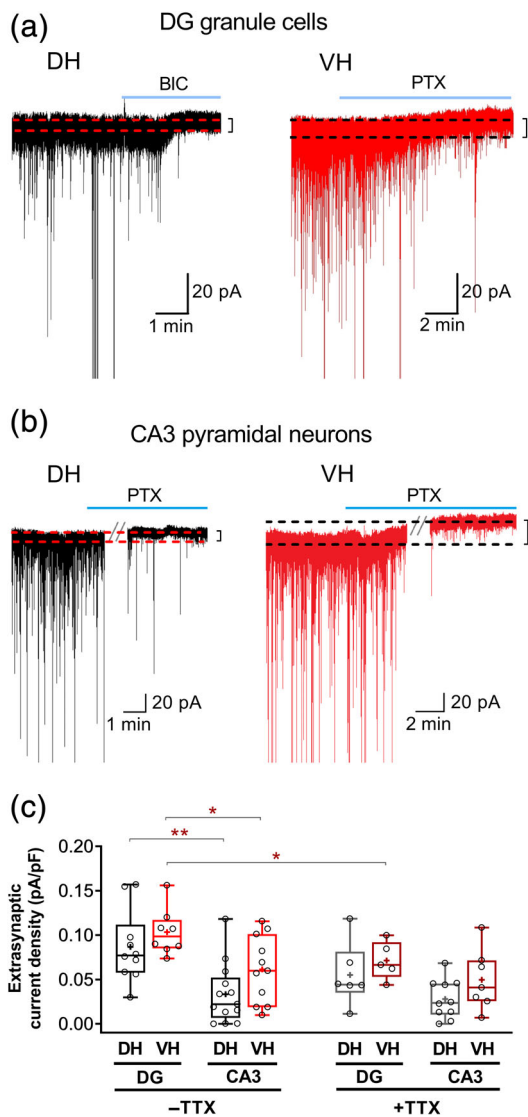 (a)
DG granule cells
DH
VH
BIC
PTX
20 pA
1 min
20 pA
2 min
(b)
CA3 pyramidal neurons
DH
VH
PTX
PTX
20 pA
1 min
20 pA
2 min
(c)
Extrasynaptic
current density (pA/pF)
0.20
0.15
0.10
0.05
0.00
*
**
*
DH VH DH VH DH VH DH VH
DG CA3 DG CA3
–TTX +TTX